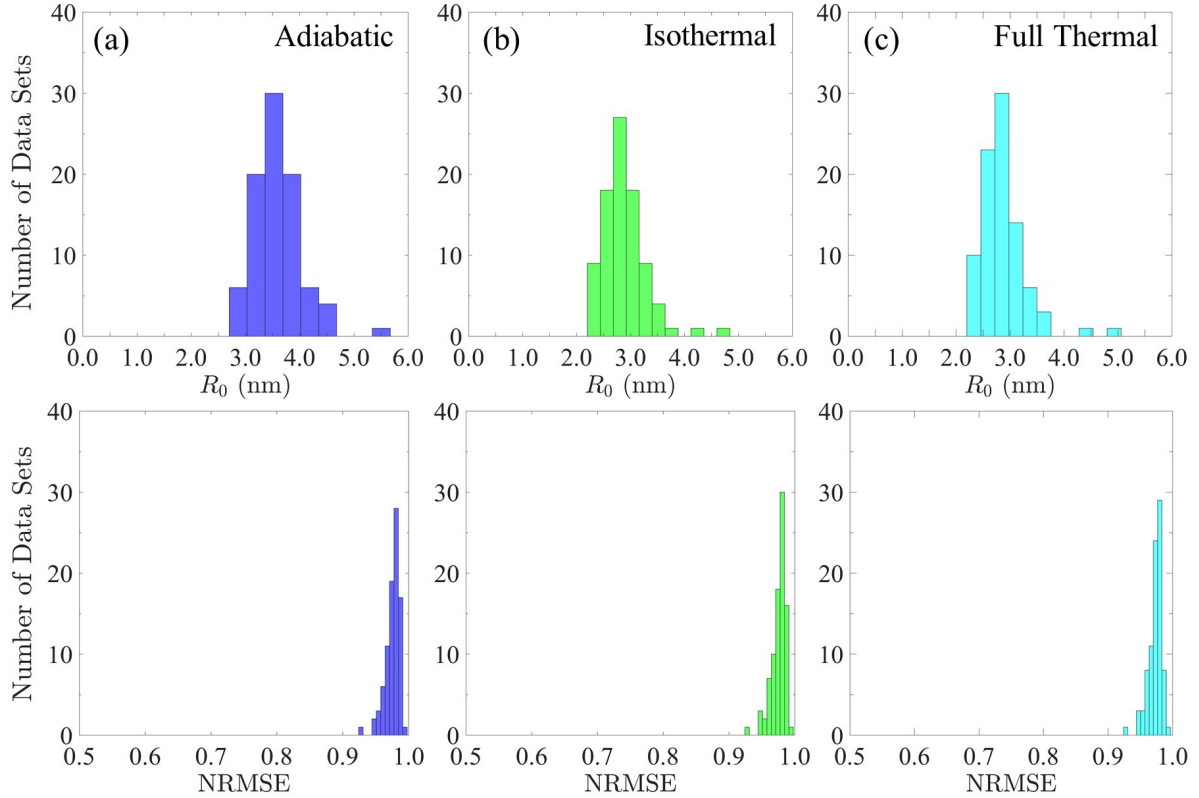 (a) Adiabatic
(b) Isothermal
(c) Full Thermal
Number of Data Sets
40
30
20
10
0
0.0 1.0 2.0 3.0 4.0 5.0 6.0
R₀ (nm)
40
30
20
10
0
0.0 1.0 2.0 3.0 4.0 5.0 6.0
R₀ (nm)
40
30
20
10
0
0.0 1.0 2.0 3.0 4.0 5.0 6.0
R₀ (nm)
Number of Data Sets
40
30
20
10
0
0.5 0.6 0.7 0.8 0.9 1.0
NRMSE
40
30
20
10
0
0.5 0.6 0.7 0.8 0.9 1.0
NRMSE
40
30
20
10
0
0.5 0.6 0.7 0.8 0.9 1.0
NRMSE